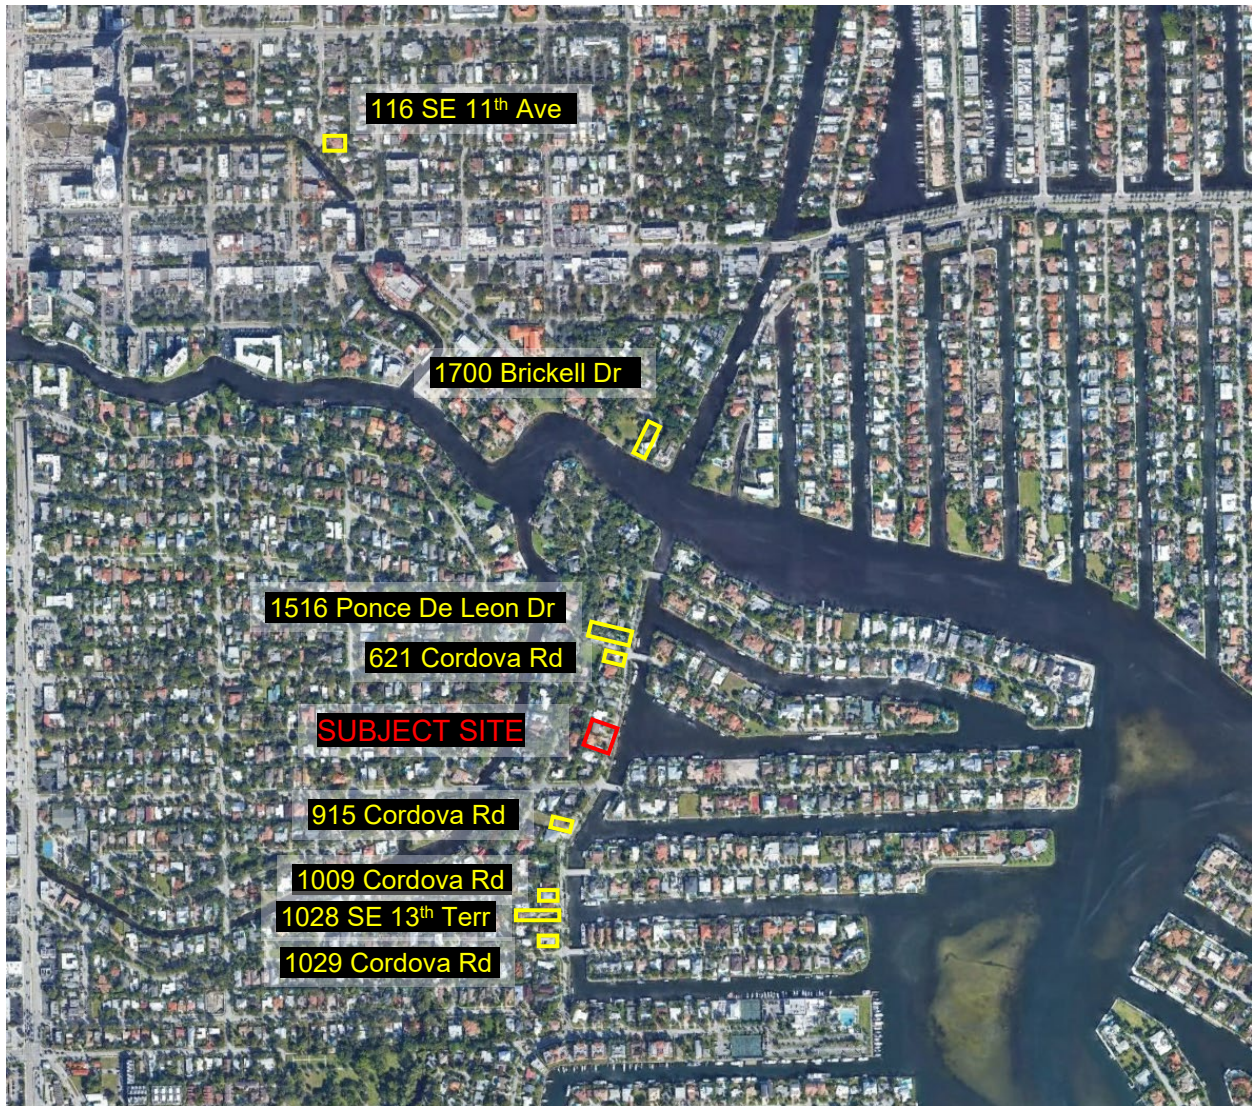 116 SE 11th Ave
1700 Brickell Dr
1516 Ponce De Leon Dr
621 Cordova Rd
SUBJECT SITE
915 Cordova Rd
1009 Cordova Rd
1028 SE 13th Terr
1029 Cordova Rd